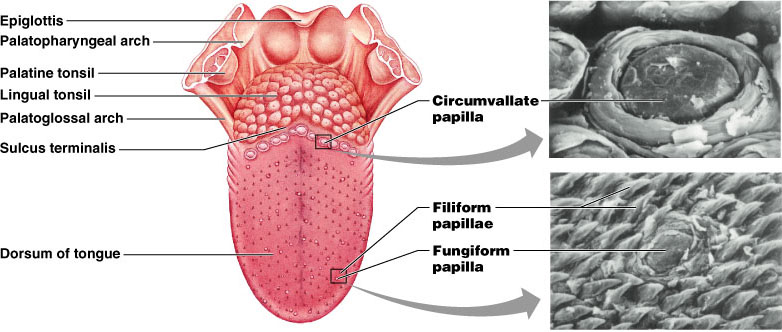 Epiglottis
Palatopharyngeal arch
Palatine tonsil
Lingual tonsil
Palatoglossal arch
Sulcus terminalis
Dorsum of tongue
Circumvallate
papilla
Filiform
papillae
Fungiform
papilla